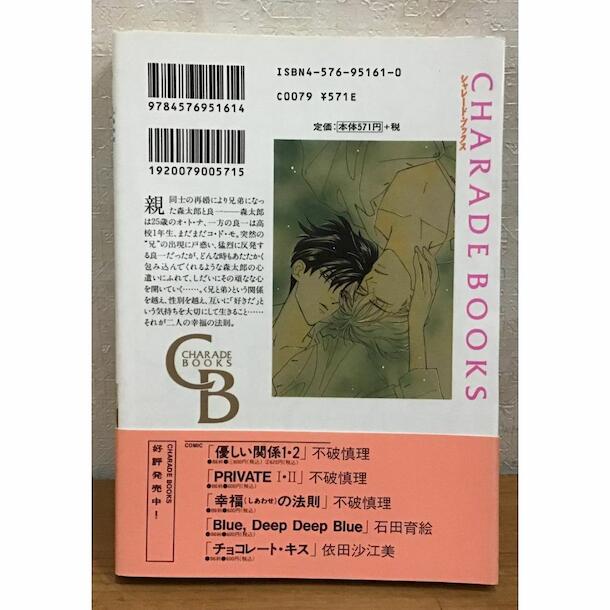 ISBN4-576-95161-0
C0079 ¥571E
9784576951614
定価:本体571円+税
1920079005715
CHARADE BOOKS
シャレード・ブックス
親同士の再婚により兄弟になっ
た森太郎と良一――森太郎
は25歳のオ・ト・ナ、一方の良一は高
校1年生、まだまだコ・ド・モ。突然の
“兄”の出現に戸惑い、猛烈に反発す
る良一だったが、どんな時もあたたかく
包み込んでくれるような森太郎の心
遣いにふれて、しだいにその頑なな心
を開いていく……。〈兄と弟〉という関係
を越え、性別を越え、互いに「好きだ」と
いう気持ちを大切にして生きること……
それが二人の幸福の法則。
CHARADE
BOOKS
CB
CHARADE BOOKS
好評発売中!
COMIC
「優しい関係1・2」不破慎理
「PRIVATE I・II」不破慎理
「幸福(しあわせ)の法則」不破慎理
「Blue, Deep Deep Blue」石田育絵
「チョコレート・キス」依田沙江美